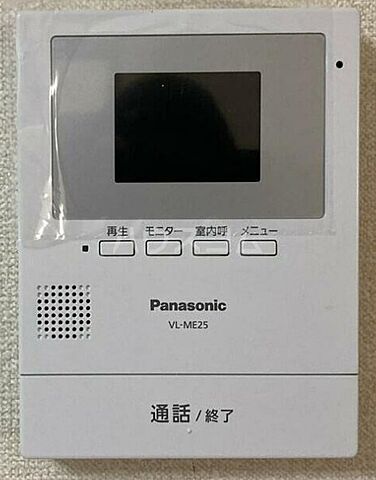 再生 モニター 室内呼 メニュー
Panasonic
VL-ME25
通話 / 終了